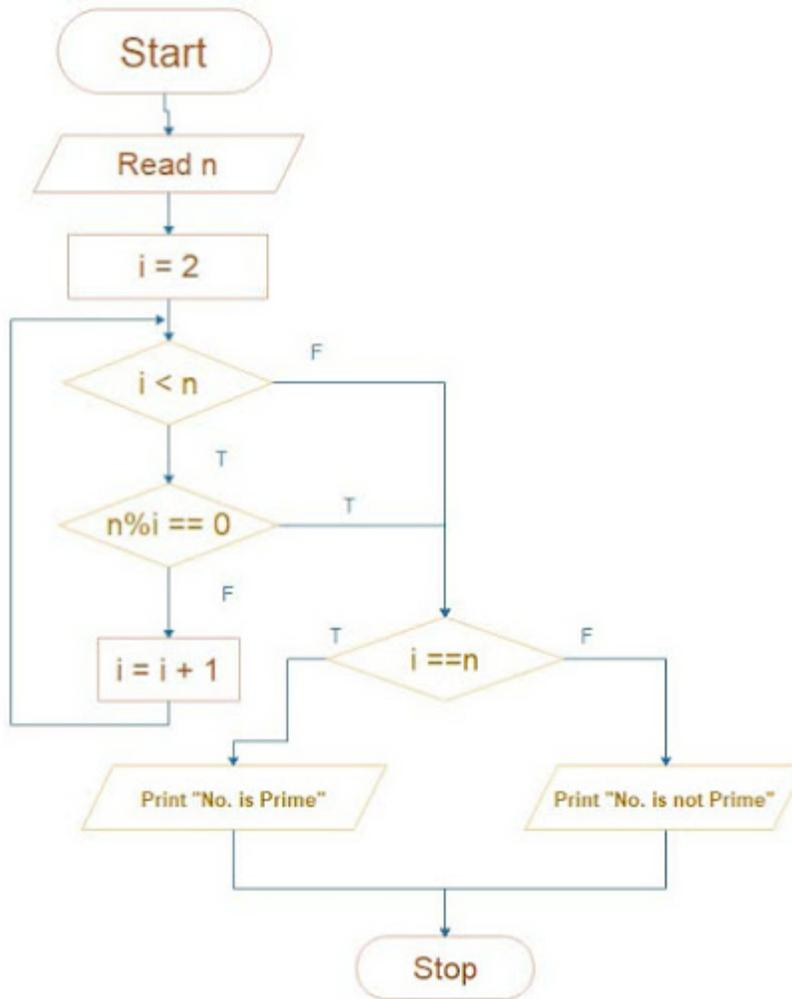 Start
Read n
i = 2
i < n
F
T
n%i == 0
T
F
i = i + 1
T
i ==n
F
Print "No. is Prime"
Print "No. is not Prime"
Stop